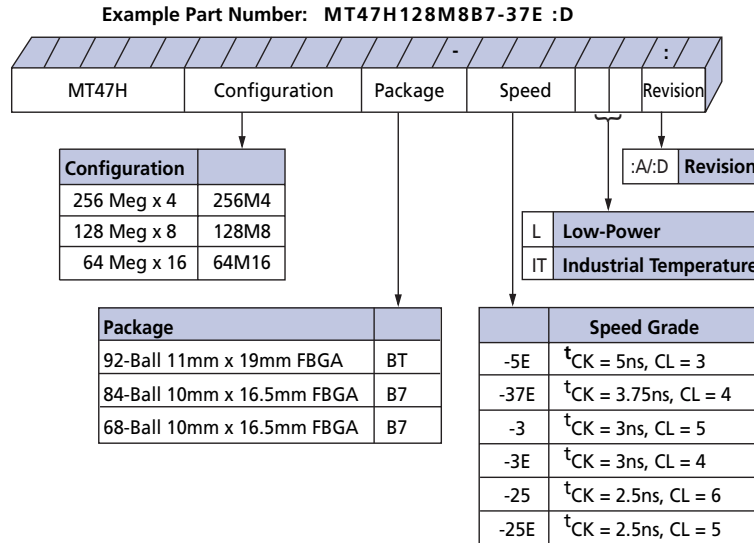 Example Part Number: MT47H128M8B7-37E :D
- :
MT47H Configuration Package Speed Revision
Configuration
256 Meg x 4 256M4
128 Meg x 8 128M8
64 Meg x 16 64M16
:A/:D Revision
L Low-Power
IT Industrial Temperature
Package
92-Ball 11mm x 19mm FBGA BT
84-Ball 10mm x 16.5mm FBGA B7
68-Ball 10mm x 16.5mm FBGA B7
Speed Grade
-5E tCK = 5ns, CL = 3
-37E tCK = 3.75ns, CL = 4
-3 tCK = 3ns, CL = 5
-3E tCK = 3ns, CL = 4
-25 tCK = 2.5ns, CL = 6
-25E tCK = 2.5ns, CL = 5